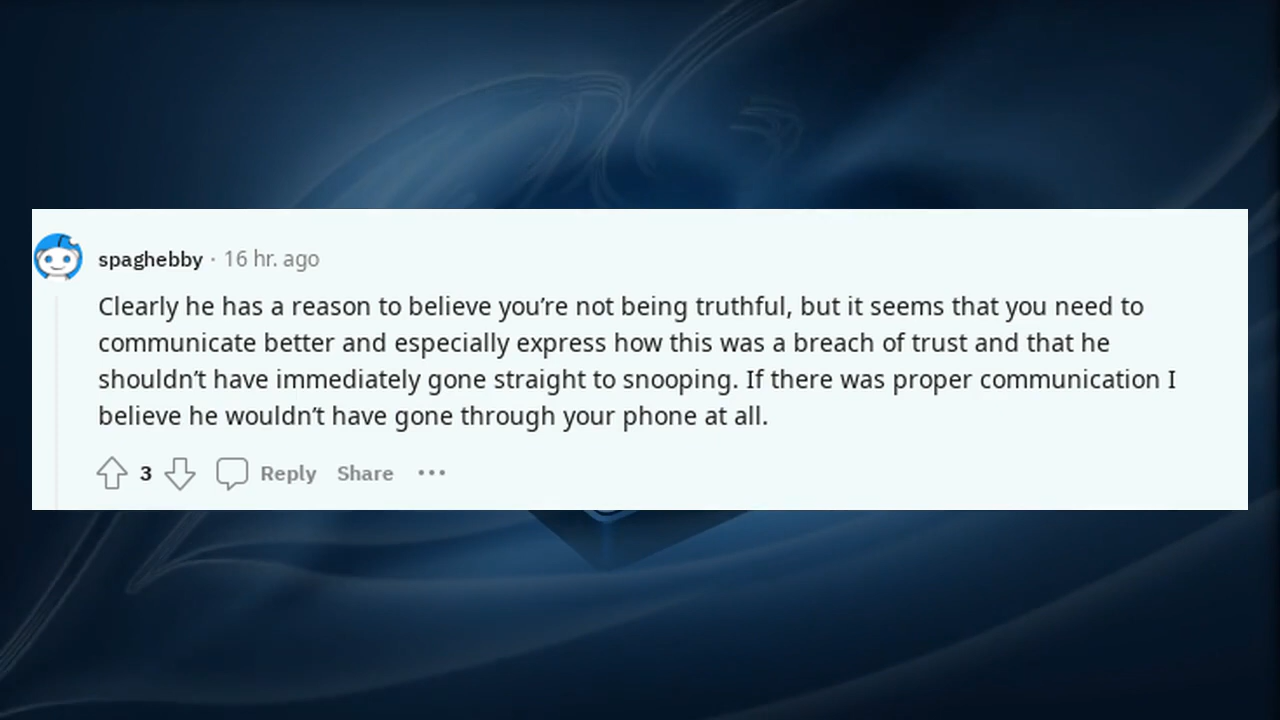 spaghebby · 16 hr. ago
Clearly he has a reason to believe you’re not being truthful, but it seems that you need to
communicate better and especially express how this was a breach of trust and that he
shouldn’t have immediately gone straight to snooping. If there was proper communication I
believe he wouldn’t have gone through your phone at all.
3 Reply Share •••